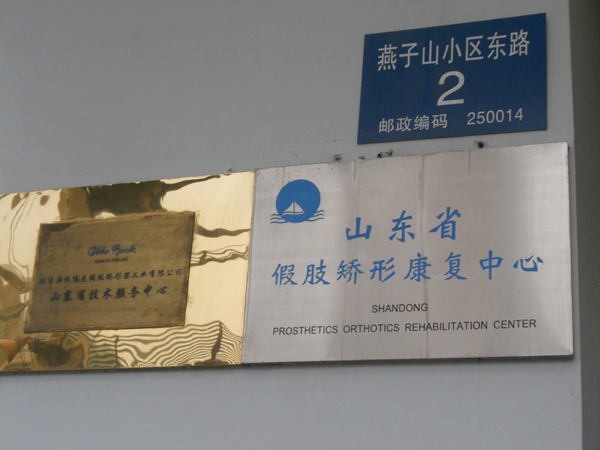 燕子山小区东路
2
邮政编码 250014
山东省
假肢矫形康复中心
SHANDONG
PROSTHETICS ORTHOTICS REHABILITATION CENTER
Otto Bock
山东省技术服务中心